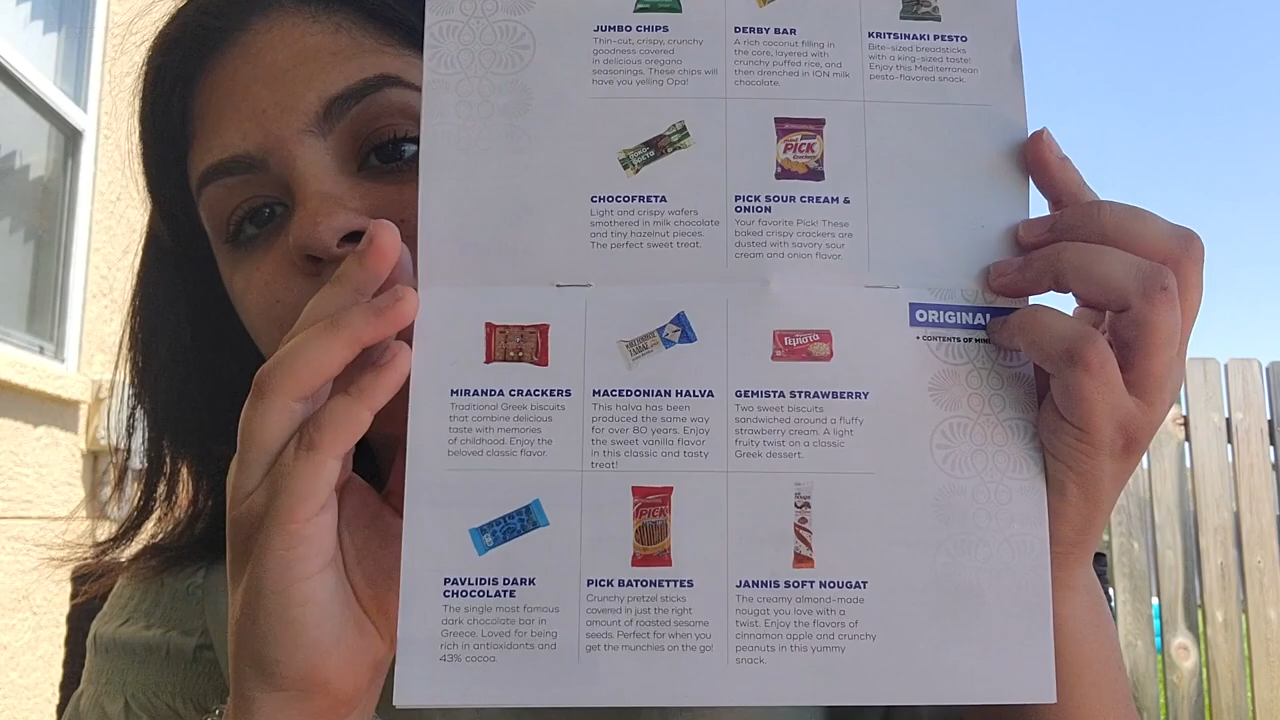 JUMBO CHIPS
Thin-cut, crispy, crunchy
goodness covered
in delicious oregana
seasonings. These chips will
have you yelling Opa!
DERBY BAR
A rich coconut filling in
the core, layered with
crunchy puffed rice, and
then drenched in ION milk
chocolate.
KRITSINAKI PESTO
Bite-sized breadsticks
with a king-sized taste!
Enjoy this Mediterranean
pesto-flavored snack.
CHOCOFRETA
Light and crispy wafers
smothered in milk chocolate
and tiny hazelnut pieces.
The perfect sweet treat.
PICK
PICK SOUR CREAM &
ONION
Your favorite Pick! These
baked crispy crackers are
dusted with savory sour
cream and onion flavor.
ORIGINAL
+ CONTENTS OF MINI
MIRANDA CRACKERS
Traditional Greek biscuits
that combine delicious
taste with memories
of childhood. Enjoy the
beloved classic flavor.
MACEDONIAN HALVA
This halva has been
produced the same way
for over 80 years. Enjoy
the sweet vanilla flavor
in this classic and tasty
treat!
Γεμιστά
GEMISTA STRAWBERRY
Two sweet biscuits
sandwiched around a fluffy
strawberry cream. A light
fruity twist on a classic
Greek dessert.
PAVLIDIS DARK
CHOCOLATE
The single most famous
dark chocolate bar in
Greece. Loved for being
rich in antioxidants and
43% cocoa.
PICK
PICK BATONETTES
Crunchy pretzel sticks
covered in just the right
amount of roasted sesame
seeds. Perfect for when you
get the munchies on the go!
JANNIS SOFT NOUGAT
The creamy almond-made
nougat you love with a
twist. Enjoy the flavors of
cinnamon apple and crunchy
peanuts in this yummy
snack.